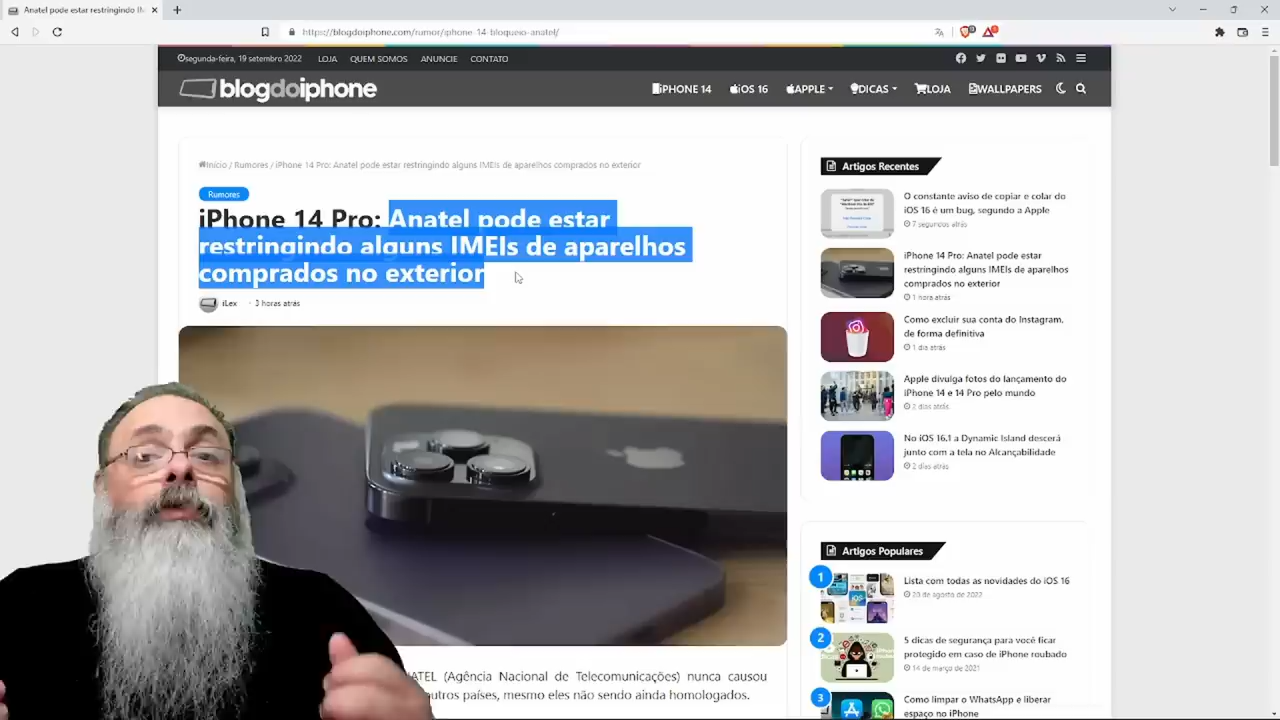 Anatel pode estar restringindo IM
https://blogdoiphone.com/rumor/iphone-14-bloqueio-anatel/
segunda-feira, 19 setembro 2022 LOJA QUEM SOMOS ANUNCIE CONTATO
blogdoiphone
iPHONE 14 iOS 16 APPLE DICAS LOJA WALLPAPERS
Início / Rumores / iPhone 14 Pro: Anatel pode estar restringindo alguns IMEIs de aparelhos comprados no exterior
Rumores
iPhone 14 Pro: Anatel pode estar
restringindo alguns IMEIs de aparelhos
comprados no exterior
iLex · 3 horas atrás
ATEL (Agência Nacional de Telecomunicações) nunca causou
outros países, mesmo eles não sendo ainda homologados.
Artigos Recentes
O constante aviso de copiar e colar do
iOS 16 é um bug, segundo a Apple
7 segundos atrás
iPhone 14 Pro: Anatel pode estar
restringindo alguns IMEIs de aparelhos
comprados no exterior
1 hora atrás
Como excluir sua conta do Instagram,
de forma definitiva
1 dia atrás
Apple divulga fotos do lançamento do
iPhone 14 e 14 Pro pelo mundo
2 dias atrás
No iOS 16.1 a Dynamic Island descerá
junto com a tela no Alcançabilidade
2 dias atrás
Artigos Populares
1
Lista com todas as novidades do iOS 16
20 de agosto de 2022
2
5 dicas de segurança para você ficar
protegido em caso de iPhone roubado
14 de março de 2021
3
Como limpar o WhatsApp e liberar
espaço no iPhone